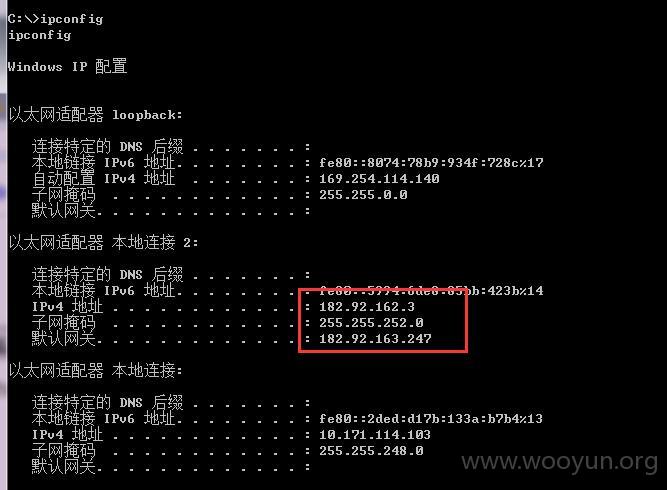 C:\>ipconfig
ipconfig
Windows IP 配置
以太网适配器 loopback:
连接特定的 DNS 后缀 . . . . . . . :
本地链接 IPv6 地址. . . . . . . . : fe80::8074:78b9:934f:728c%17
自动配置 IPv4 地址 . . . . . . . : 169.254.114.140
子网掩码 . . . . . . . . . . . . : 255.255.0.0
默认网关. . . . . . . . . . . . . :
以太网适配器 本地连接 2:
连接特定的 DNS 后缀 . . . . . . . :
本地链接 IPv6 地址. . . . . . . . :
IPv4 地址 . . . . . . . . . . . . : 182.92.162.3
子网掩码 . . . . . . . . . . . . : 255.255.252.0
默认网关. . . . . . . . . . . . . : 182.92.163.247
以太网适配器 本地连接:
连接特定的 DNS 后缀 . . . . . . . :
本地链接 IPv6 地址. . . . . . . . : fe80::2ded:d17b:133a:b7b4%13
IPv4 地址 . . . . . . . . . . . . : 10.171.114.103
子网掩码 . . . . . . . . . . . . : 255.255.248.0
默认网关. . . . . . . . . . . . . :
www.wooyun.org